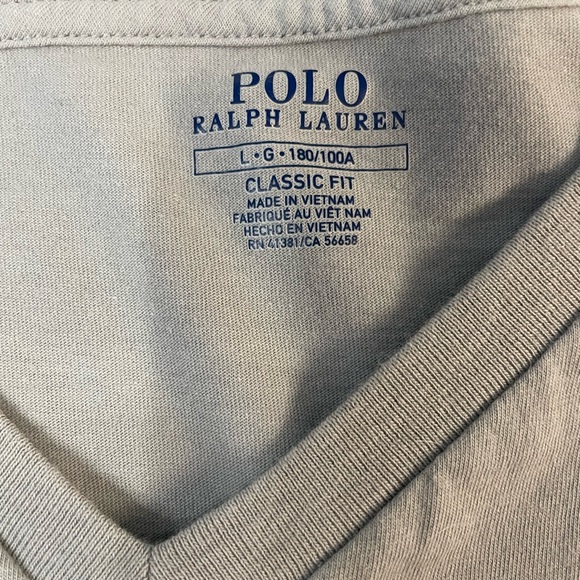 POLO
RALPH LAUREN
L • G • 180/100A
CLASSIC FIT
MADE IN VIETNAM
FABRIQUÉ AU VIÊT NAM
HECHO EN VIETNAM
RN 41381/CA 56658